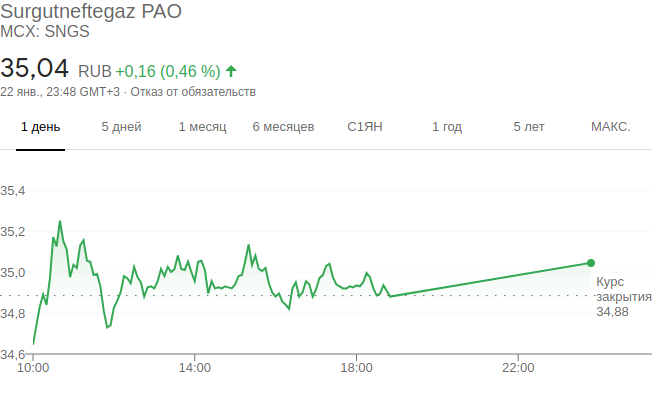 Surgutneftegaz PAO
MCX: SNGS
35,04 RUB +0,16 (0,46 %)
22 янв., 23:48 GMT+3 · Отказ от обязательств
1 день 5 дней 1 месяц 6 месяцев С1ЯН 1 год 5 лет МАКС.
35,4
35,2
35,0
Курс
закрытия
34,88
34,8
34,6
10:00 14:00 18:00 22:00